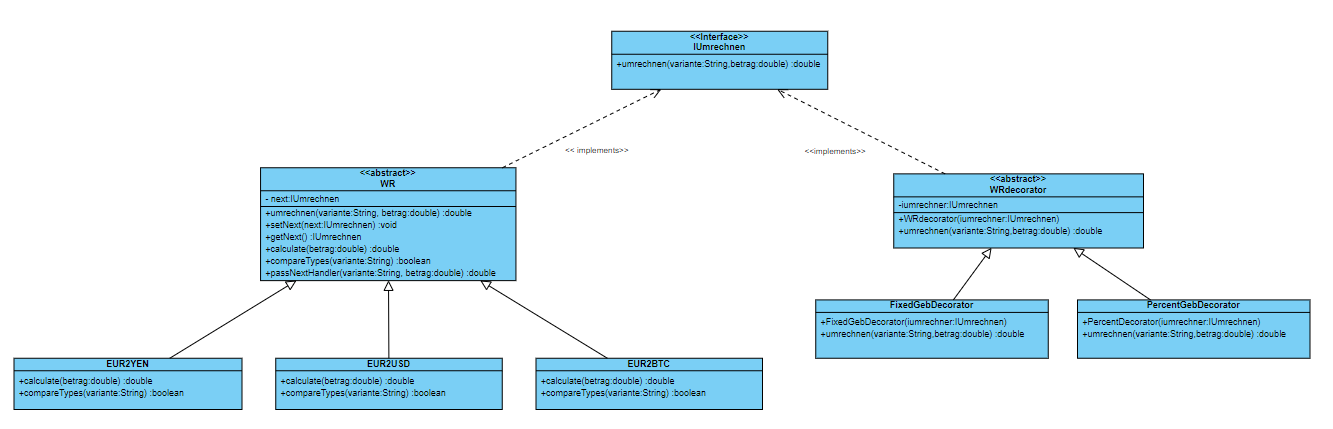 <<Interface>>
IUmrechnen
+umrechnen(variante:String,betrag:double) :double
<< implements>>
<<implements>>
<<abstract>>
WR
- next:IUmrechnen
+umrechnen(variante:String, betrag:double) :double
+setNext(next:IUmrechnen) :void
+getNext() :IUmrechnen
+calculate(betrag:double) :double
+compareTypes(variante:String) :boolean
+passNextHandler(variante:String, betrag:double) :double
<<abstract>>
WRdecorator
-iumrechner:IUmrechnen
+WRdecorator(iumrechner:IUmrechnen)
+umrechnen(variante:String,betrag:double) :double
EUR2YEN
+calculate(betrag:double) :double
+compareTypes(variante:String) :boolean
EUR2USD
+calculate(betrag:double) :double
+compareTypes(variante:String) :boolean
EUR2BTC
+calculate(betrag:double) :double
+compareTypes(variante:String) :boolean
FixedGebDecorator
+FixedGebDecorator(iumrechner:IUmrechnen)
+umrechnen(variante:String,betrag:double) :double
PercentGebDecorator
+PercentDecorator(iumrechner:IUmrechnen)
+umrechnen(variante:String,betrag:double) :double